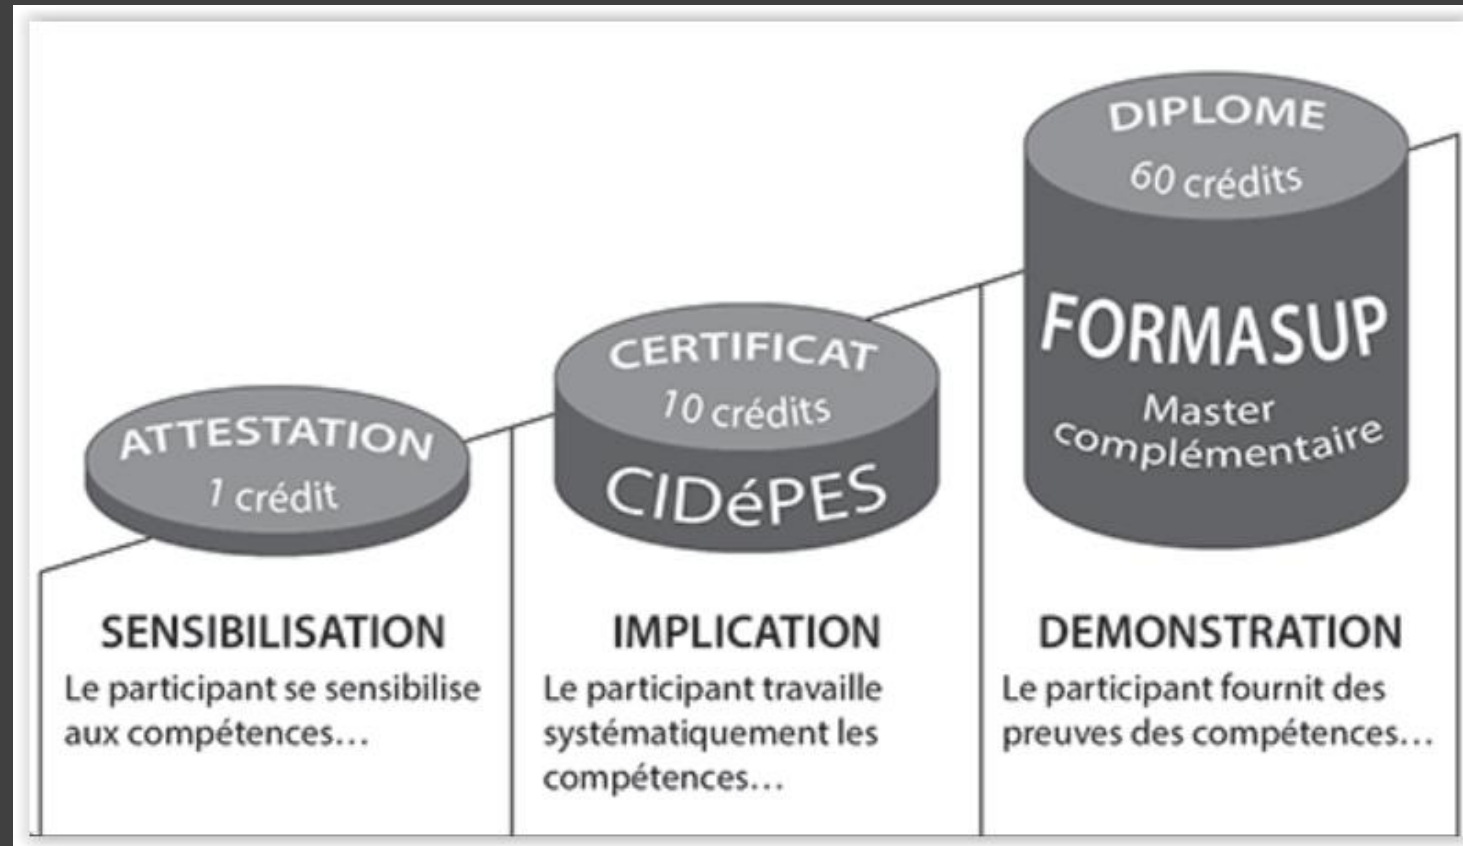 ATTESTATION
1 crédit
SENSIBILISATION
Le participant se sensibilise
aux compétences...
CERTIFICAT
10 crédits
CIDéPES
IMPLICATION
Le participant travaille
systématiquement les
compétences...
DIPLOME
60 crédits
FORMASUP
Master
complémentaire
DEMONSTRATION
Le participant fournit des
preuves des compétences...